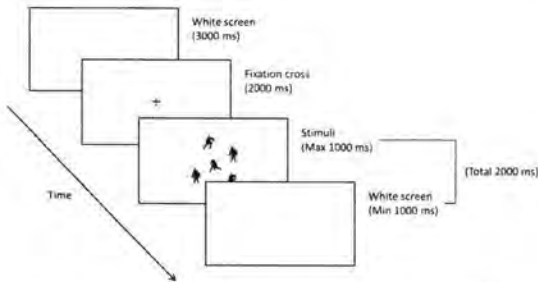 White screen
(3000 ms)
Fixation cross
(2000 ms)
Stimuli
(Max 1000 ms)
(Total 2000 ms)
White screen
(Min 1000 ms)
Time